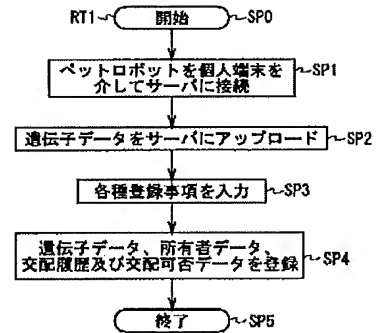 RT1 開始 SP0
ペットロボットを個人端末を
介してサーバに接続 SP1
遺伝子データをサーバにアップロード SP2
各種登録事項を入力 SP3
遺伝子データ、所有者データ、
交配履歴及び交配可否データを登録 SP4
終了 SP5